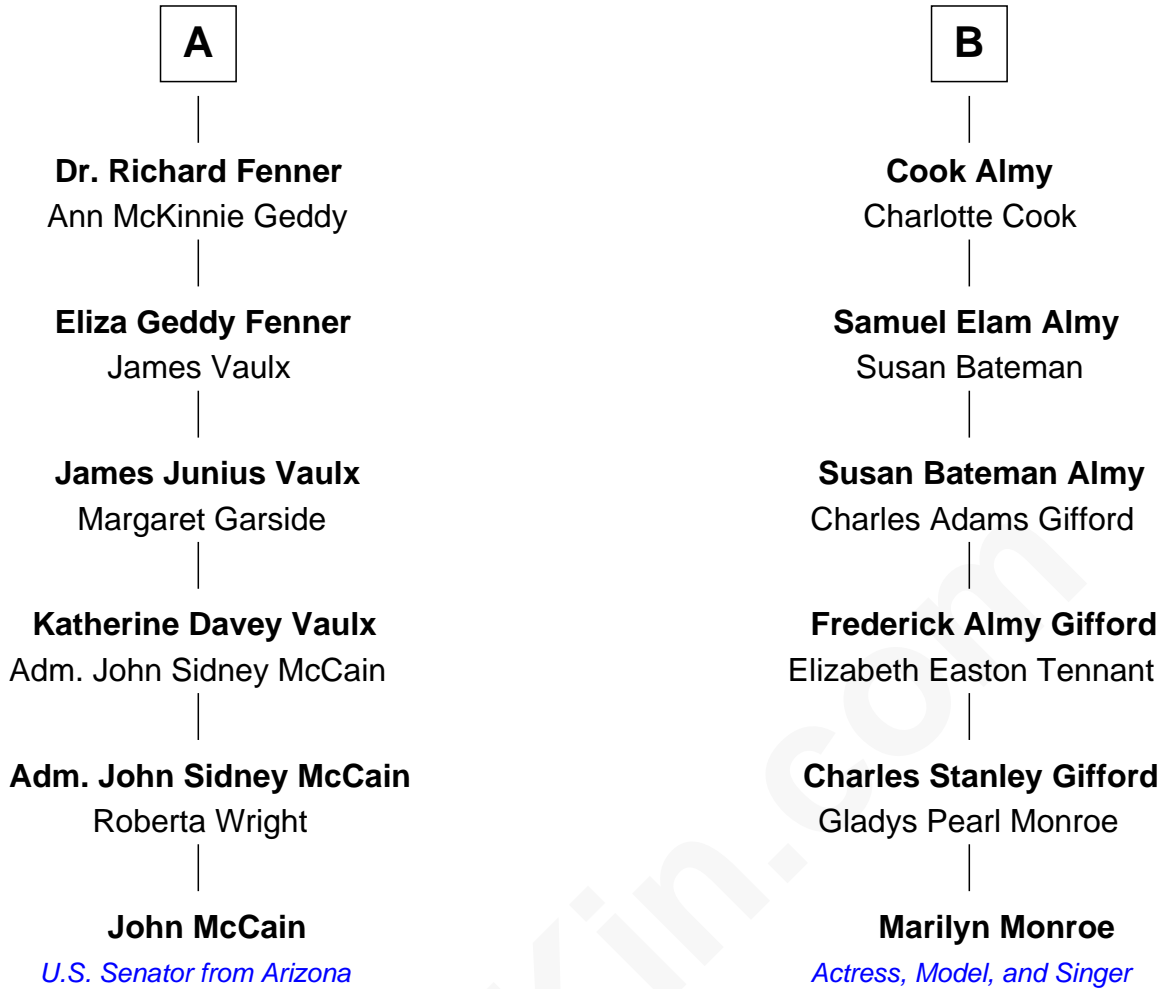 A
B
Dr. Richard Fenner
Ann McKinnie Geddy
Cook Almy
Charlotte Cook
Eliza Geddy Fenner
James Vaulx
Samuel Elam Almy
Susan Bateman
James Junius Vaulx
Margaret Garside
Susan Bateman Almy
Charles Adams Gifford
Katherine Davey Vaulx
Adm. John Sidney McCain
Frederick Almy Gifford
Elizabeth Easton Tennant
Adm. John Sidney McCain
Roberta Wright
Charles Stanley Gifford
Gladys Pearl Monroe
John McCain
U.S. Senator from Arizona
Marilyn Monroe
Actress, Model, and Singer